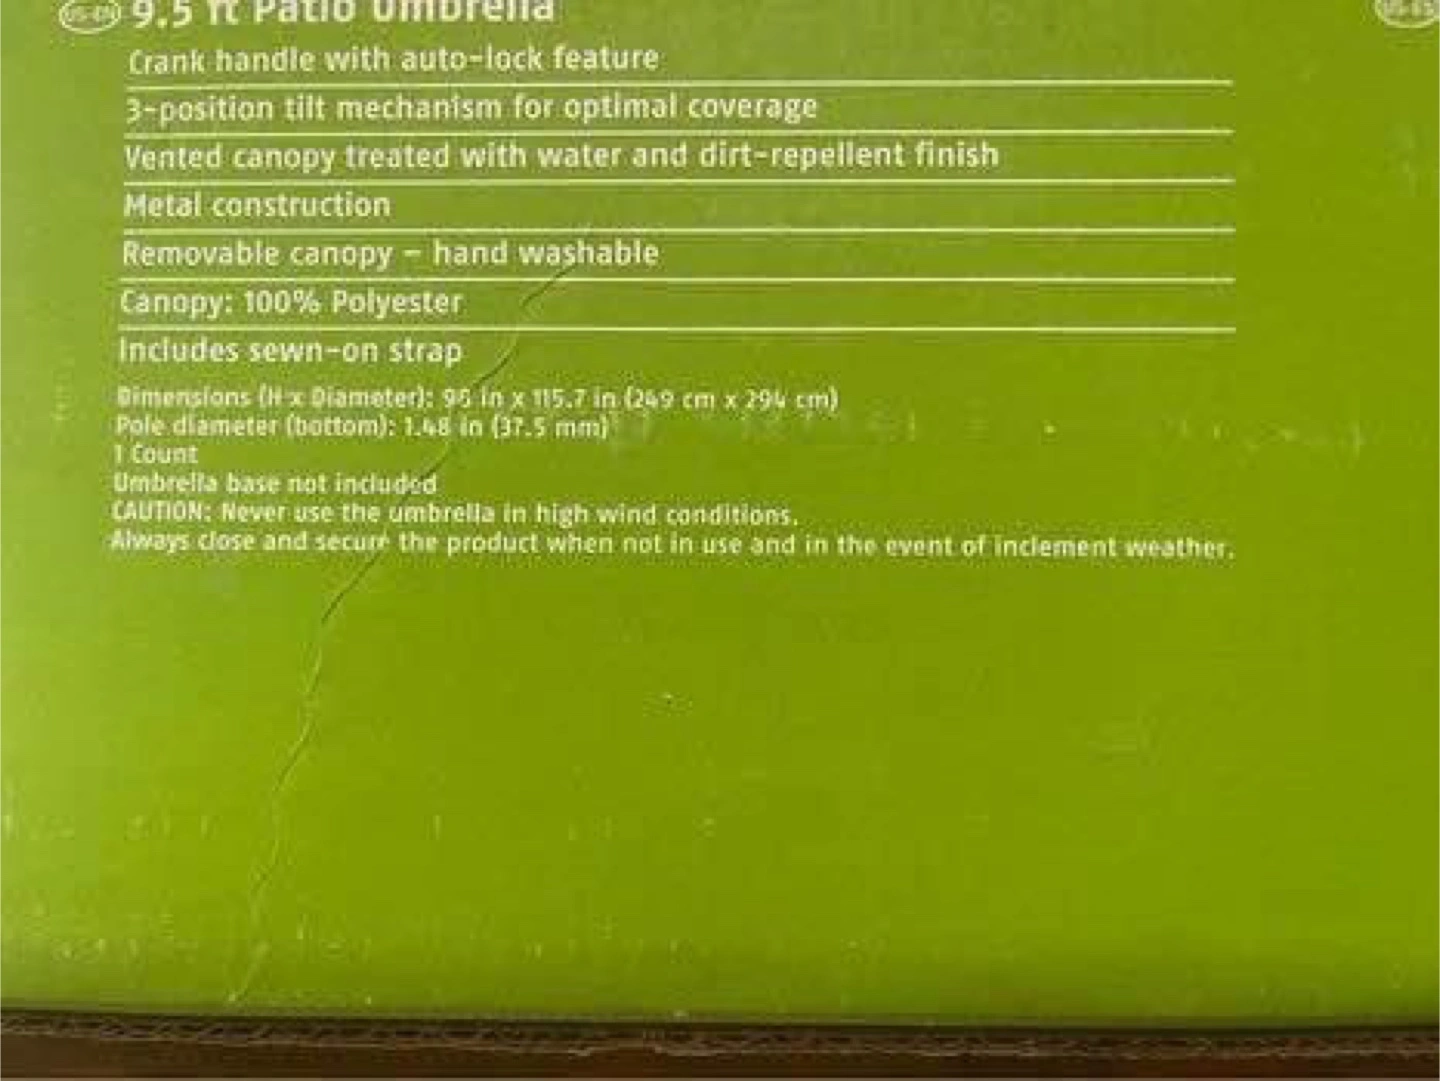 US-EN 9.5 ft Patio Umbrella
Crank handle with auto-lock feature
3-position tilt mechanism for optimal coverage
Vented canopy treated with water and dirt-repellent finish
Metal construction
Removable canopy – hand washable
Canopy: 100% Polyester
Includes sewn-on strap
Dimensions (H x Diameter): in x 115.7 in (249 cm x 294 cm)
Pole diameter (bottom): 1.48 in (37.5 mm)
1 Count
Umbrella base not included
CAUTION: Never use the umbrella in high wind conditions.
Always close and secure the product when not in use and in the event of inclement weather.